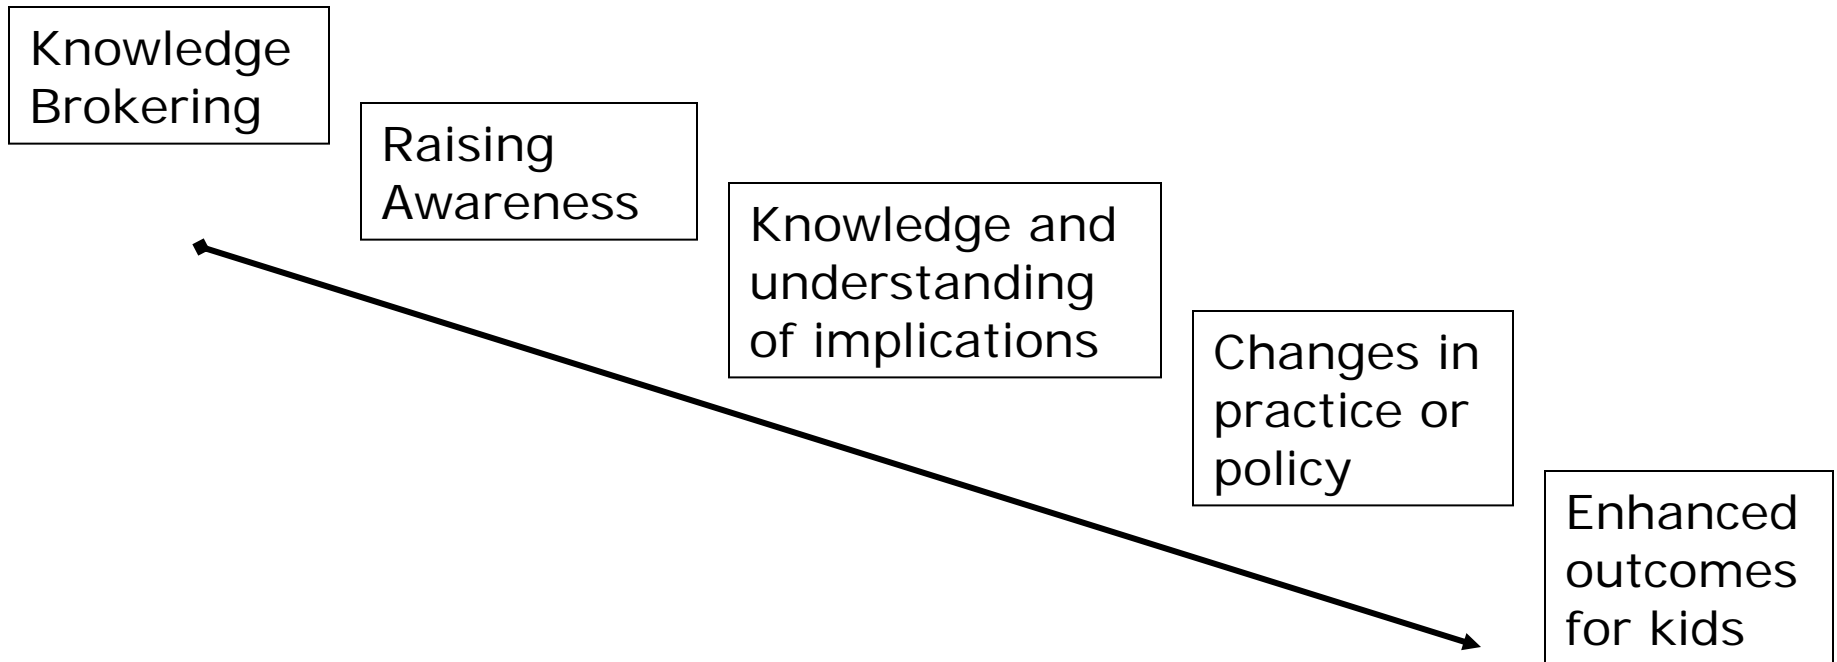 Knowledge
Brokering
Raising
Awareness
Knowledge and
understanding
of implications
Changes in
practice or
policy
Enhanced
outcomes
for kids